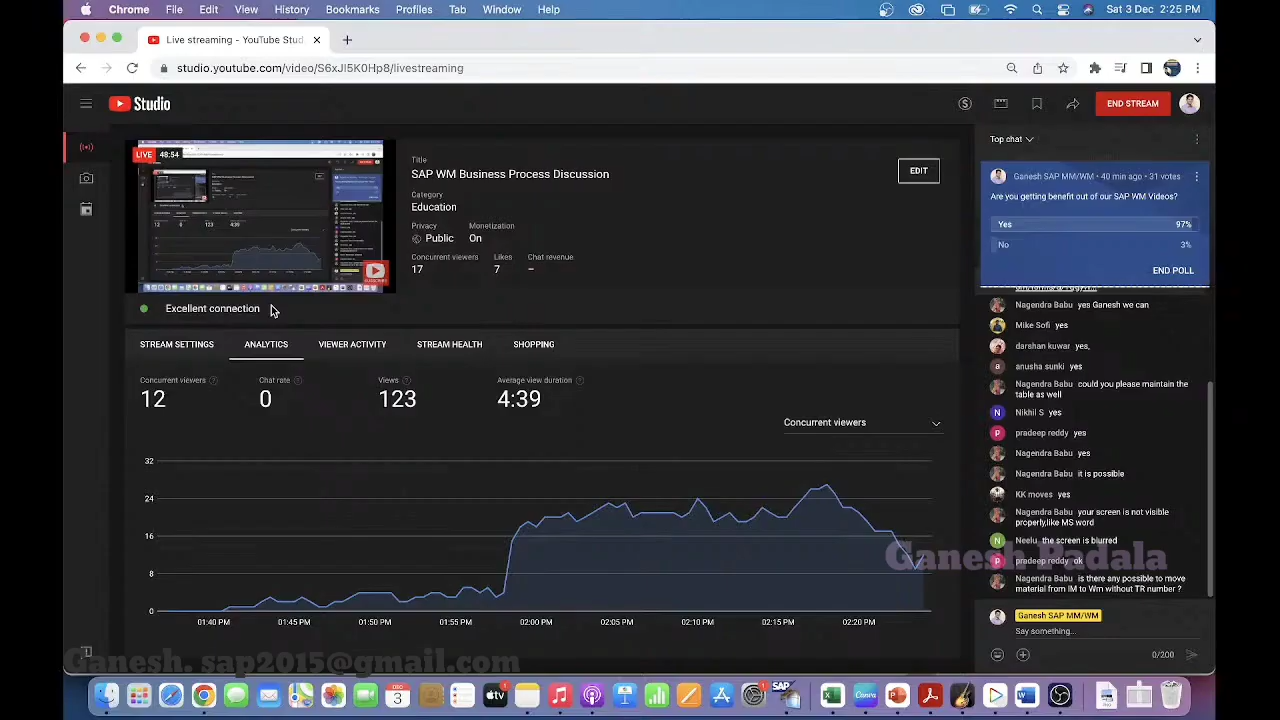 Chrome File Edit View History Bookmarks Profiles Tab Window Help Sat 3 Dec 2:25 PM
Live streaming - YouTube Stud
studio.youtube.com/video/S6xJI5K0Hp8/livestreaming
Studio
END STREAM
LIVE 48:54
Title
SAP WM Business Process Discussion
EDIT
Category
Education
Privacy Monetization
Public On
Concurrent viewers Likes Chat revenue
17 7 –
Excellent connection
STREAM SETTINGS ANALYTICS VIEWER ACTIVITY STREAM HEALTH SHOPPING
Concurrent viewers Chat rate Views Average view duration
12 0 123 4:39
Concurrent viewers
32
24
16
8
0
01:40 PM 01:45 PM 01:55 PM 02:00 PM 02:05 PM 02:10 PM 02:15 PM 02:20 PM
Top chat
Ganesh SAP MM/WM • 40 min ago • 31 votes
Are you getting benefit out of our SAP WM Videos?
Yes 97%
No 3%
END POLL
Nagendra Babu yes Ganesh we can
Mike Sofi yes
darshan kuwar yes,
anusha sunki yes
Nagendra Babu could you please maintain the
table as well
Nikhil S yes
pradeep reddy yes
Nagendra Babu yes
Nagendra Babu it is possible
KK moves yes
Nagendra Babu your screen is not visible
properly,like MS word
Neelu the screen is blurred
pradeep reddy ok
Nagendra Babu is there any possible to move
material from IM to Wm without TR number ?
Ganesh SAP MM/WM
Say something...
0/200
Ganesh Padala
Ganesh. sap2015@gmail.com